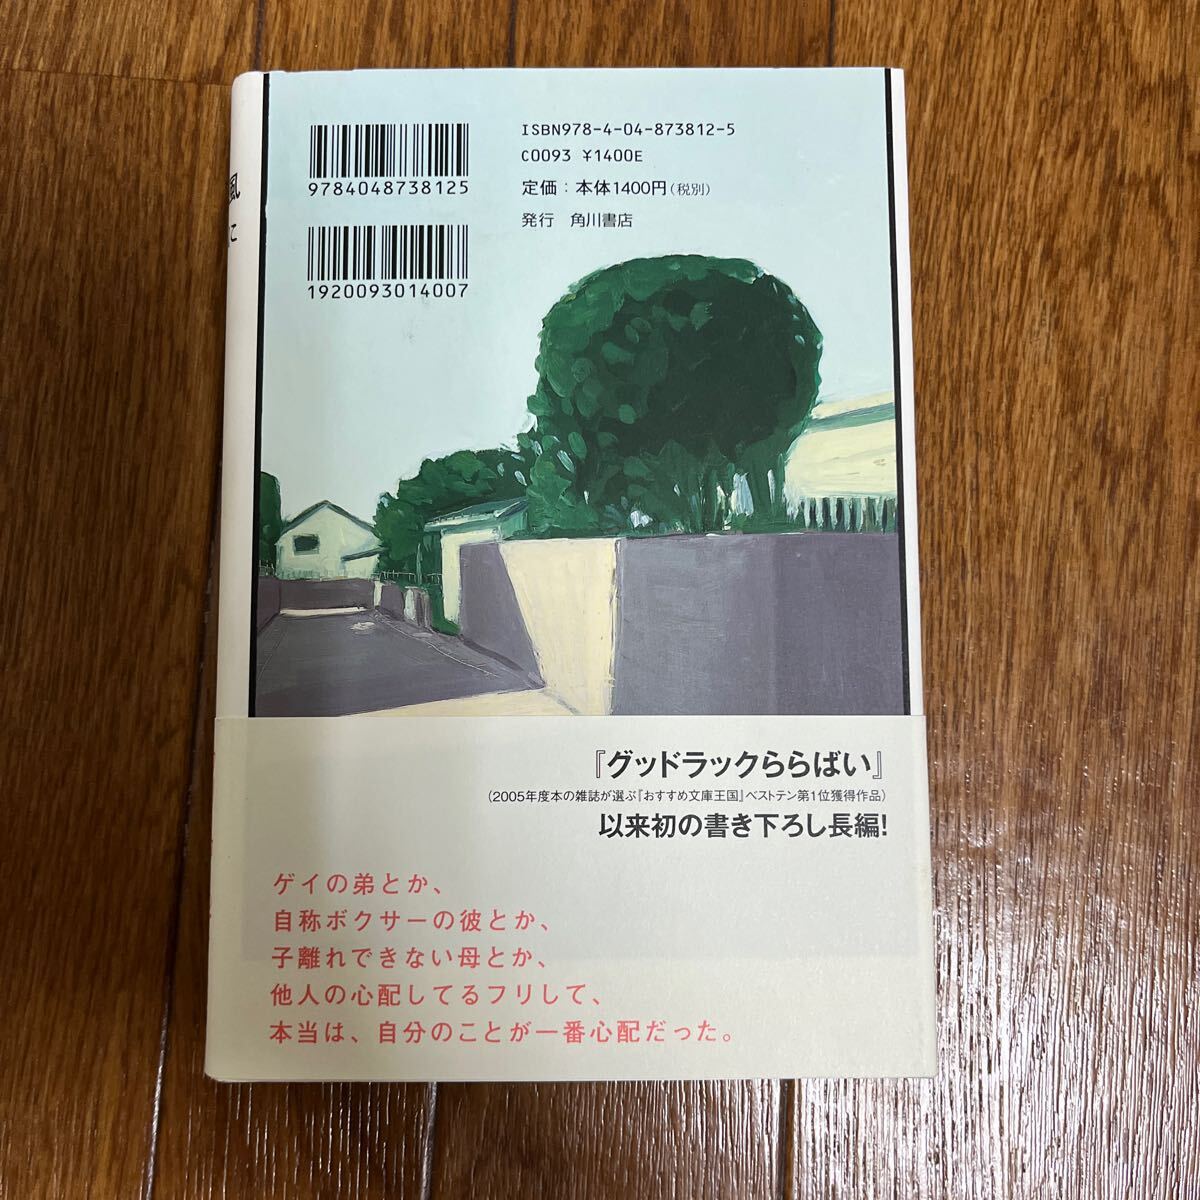 ISBN978-4-04-873812-5
C0093 ¥1400E
定価：本体1400円（税別）
発行　角川書店
9784048738125
1920093014007
風
こ
『グッドラックららばい』
（2005年度本の雑誌が選ぶ『おすすめ文庫王国』ベストテン第1位獲得作品）
以来初の書き下ろし長編！
ゲイの弟とか、
自称ボクサーの彼とか、
子離れできない母とか、
他人の心配してるフリして、
本当は、自分のことが一番心配だった。